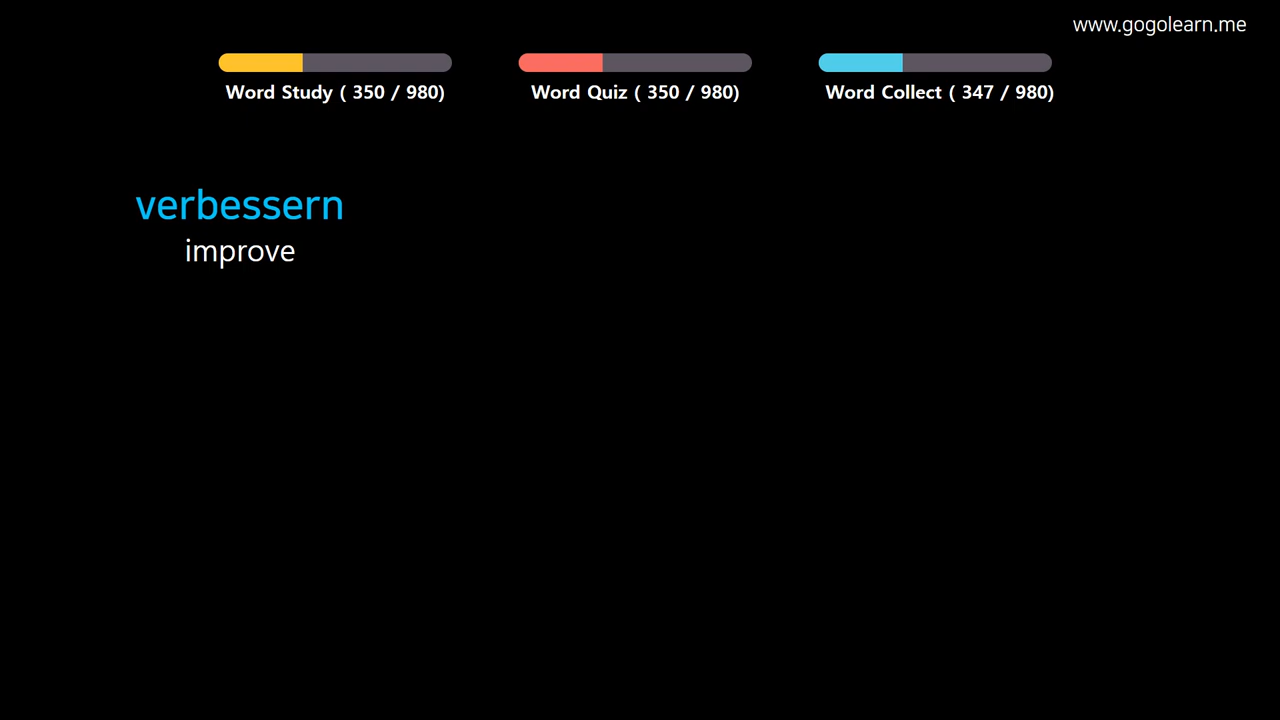 www.gogolearn.me
Word Study ( 350 / 980)
Word Quiz ( 350 / 980)
Word Collect ( 347 / 980)
verbessern
improve